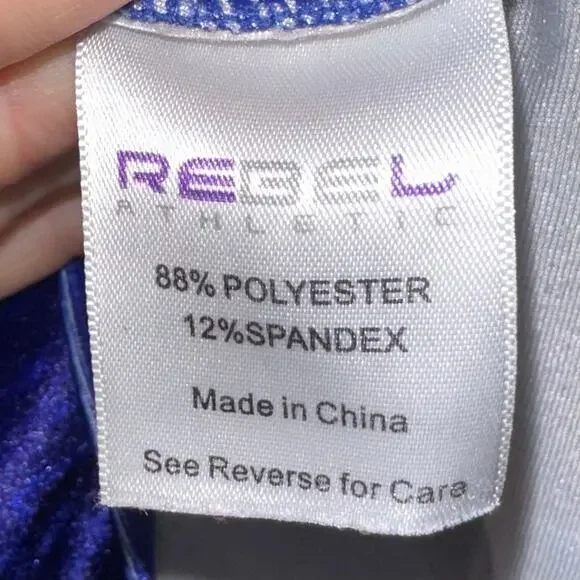 REBEL
ATHLETIC
88% POLYESTER
12%SPANDEX
Made in China
See Reverse for Care